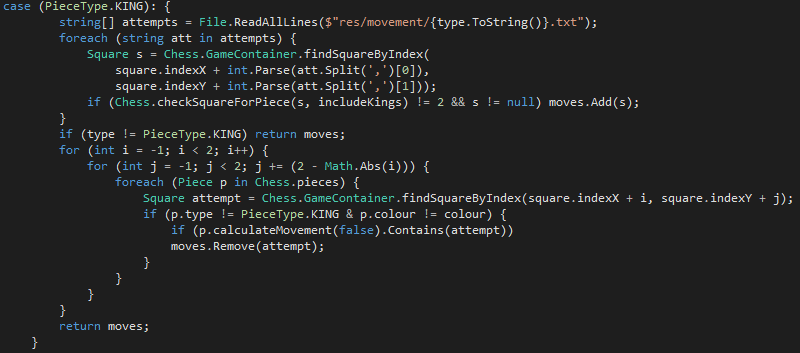 case (PieceType.KING): {
string[] attempts = File.ReadAllLines($"res/movement/{type.ToString()}.txt");
foreach (string att in attempts) {
Square s = Chess.GameContainer.findSquareByIndex(
square.indexX + int.Parse(att.Split(',')[0]),
square.indexY + int.Parse(att.Split(',')[1]));
if (Chess.checkSquareForPiece(s, includeKings) != 2 && s != null) moves.Add(s);
}
if (type != PieceType.KING) return moves;
for (int i = -1; i < 2; i++) {
for (int j = -1; j < 2; j += (2 - Math.Abs(i))) {
foreach (Piece p in Chess.pieces) {
Square attempt = Chess.GameContainer.findSquareByIndex(square.indexX + i, square.indexY + j);
if (p.type != PieceType.KING & p.colour != colour) {
if (p.calculateMovement(false).Contains(attempt))
moves.Remove(attempt);
}
}
}
}
return moves;
}